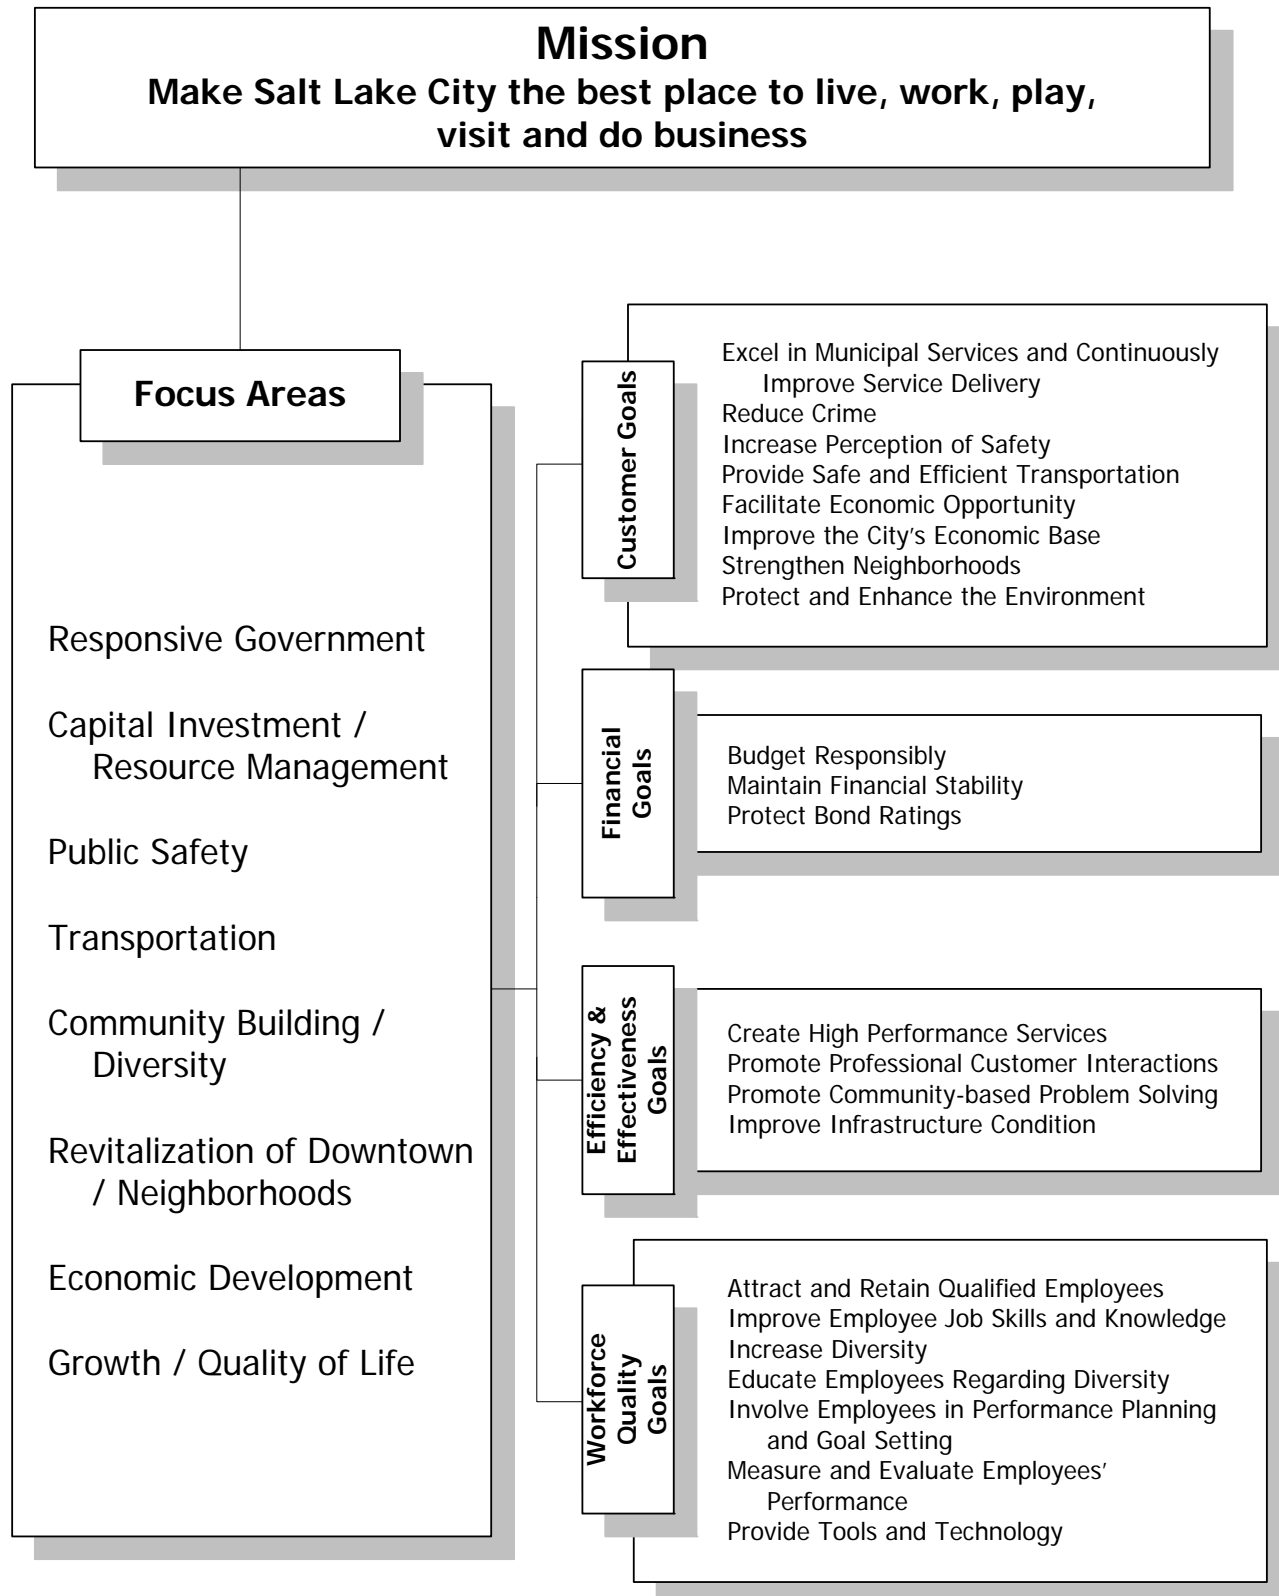 Mission
Make Salt Lake City the best place to live, work, play,
visit and do business
Focus Areas
Responsive Government
Capital Investment /
Resource Management
Public Safety
Transportation
Community Building /
Diversity
Revitalization of Downtown
/ Neighborhoods
Economic Development
Growth / Quality of Life
Customer Goals
Excel in Municipal Services and Continuously
Improve Service Delivery
Reduce Crime
Increase Perception of Safety
Provide Safe and Efficient Transportation
Facilitate Economic Opportunity
Improve the City's Economic Base
Strengthen Neighborhoods
Protect and Enhance the Environment
Financial
Goals
Budget Responsibly
Maintain Financial Stability
Protect Bond Ratings
Efficiency &
Effectiveness
Goals
Create High Performance Services
Promote Professional Customer Interactions
Promote Community-based Problem Solving
Improve Infrastructure Condition
Workforce
Quality
Goals
Attract and Retain Qualified Employees
Improve Employee Job Skills and Knowledge
Increase Diversity
Educate Employees Regarding Diversity
Involve Employees in Performance Planning
and Goal Setting
Measure and Evaluate Employees'
Performance
Provide Tools and Technology